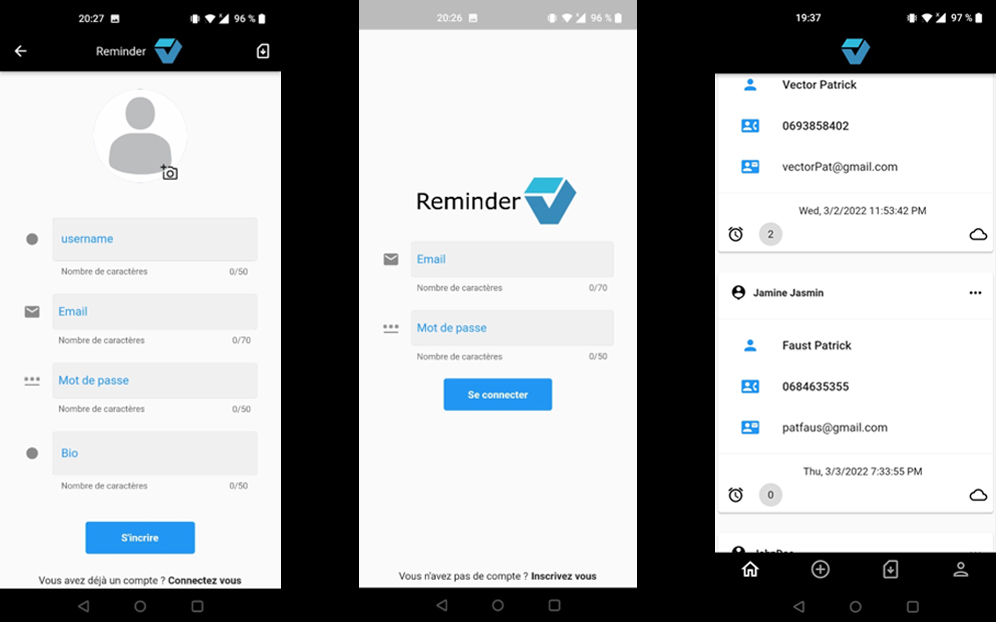 20:27
96 %
Reminder
username
Nombre de caractères 0/50
Email
Nombre de caractères 0/70
Mot de passe
Nombre de caractères 0/50
Bio
Nombre de caractères 0/50
S'incrire
Vous avez déjà un compte ? Connectez vous
20:26
96 %
Reminder
Email
Nombre de caractères 0/70
Mot de passe
Nombre de caractères 0/50
Se connecter
Vous n'avez pas de compte ? Inscrivez vous
19:37
97 %
Vector Patrick
0693858402
vectorPat@gmail.com
Wed, 3/2/2022 11:53:42 PM
2
Jamine Jasmin
Faust Patrick
0684635355
patfaus@gmail.com
Thu, 3/3/2022 7:33:55 PM
0